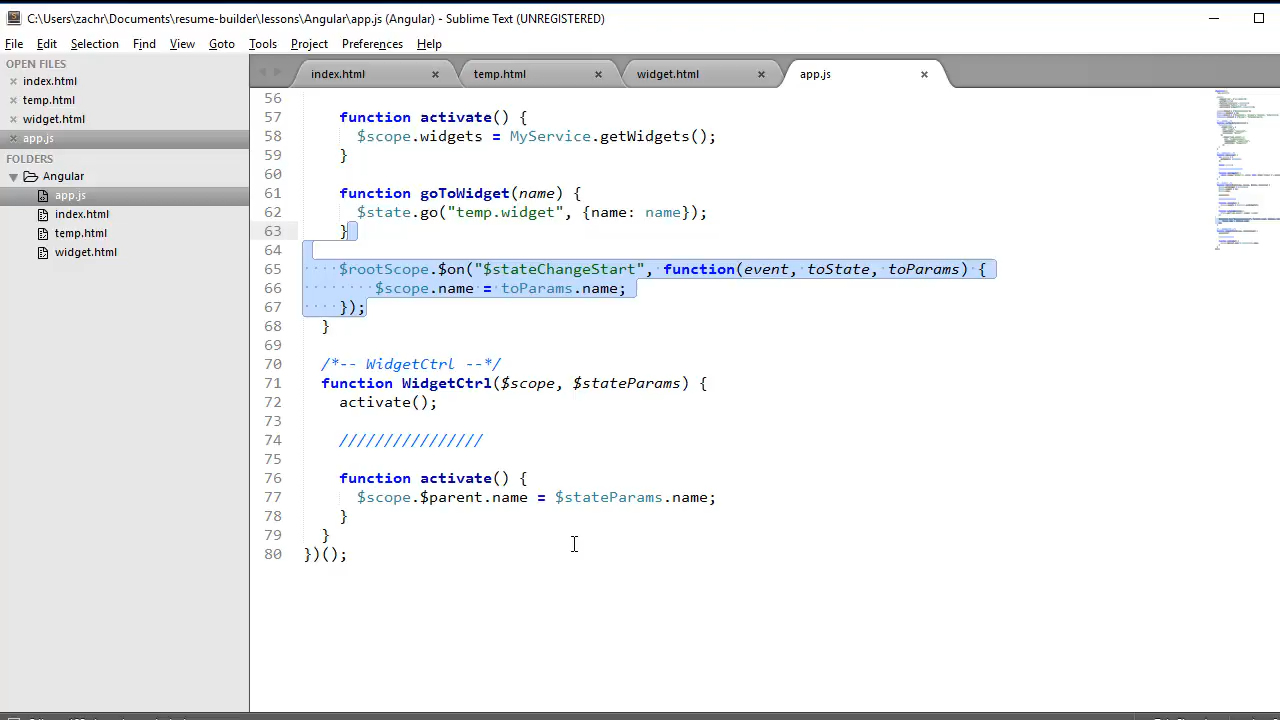 C:\Users\zachr\Documents\resume-builder\lessons\Angular\app.js (Angular) - Sublime Text (UNREGISTERED)
File Edit Selection Find View Goto Tools Project Preferences Help
OPEN FILES
index.html
temp.html
widget.html
app.js
FOLDERS
Angular
app.js
index.html
temp.html
widget.html
index.html temp.html widget.html app.js
56
57 function activate() {
58 $scope.widgets = service.getWidgets();
59 }
60
61 function goToWidget(name) {
62 $state.go("temp.widget", {name: name});
63 }
64
65 $rootScope.$on("$stateChangeStart", function(event, toState, toParams) {
66 $scope.name = toParams.name;
67 });
68 }
69
70 /*-- WidgetCtrl --*/
71 function WidgetCtrl($scope, $stateParams) {
72 activate();
73
74 ////////////////
75
76 function activate() {
77 $scope.$parent.name = $stateParams.name;
78 }
79 }
80 })();